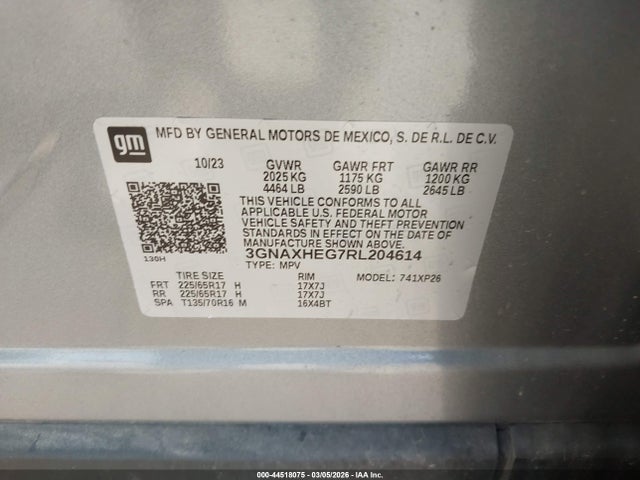 gm
MFD BY GENERAL MOTORS DE MEXICO, S. DE R.L. DE C.V.
10/23 GVWR GAWR FRT GAWR RR
2025 KG 1175 KG 1200 KG
4464 LB 2590 LB 2645 LB
THIS VEHICLE CONFORMS TO ALL
APPLICABLE U.S. FEDERAL MOTOR
VEHICLE SAFETY AND THEFT PREVENTION
STANDARDS IN EFFECT ON THE DATE OF
MANUFACTURE SHOWN ABOVE.
136H 3GNAXHEG7RL204614
TYPE: MPV MODEL: 741XP26
TIRE SIZE RIM
FRT 225/65R17 H 17X7J
RR 225/65R17 H 17X7J
SPA T135/70R16 M 16X4BT
000-44518075 — 03/05/2026 — IAA Inc.